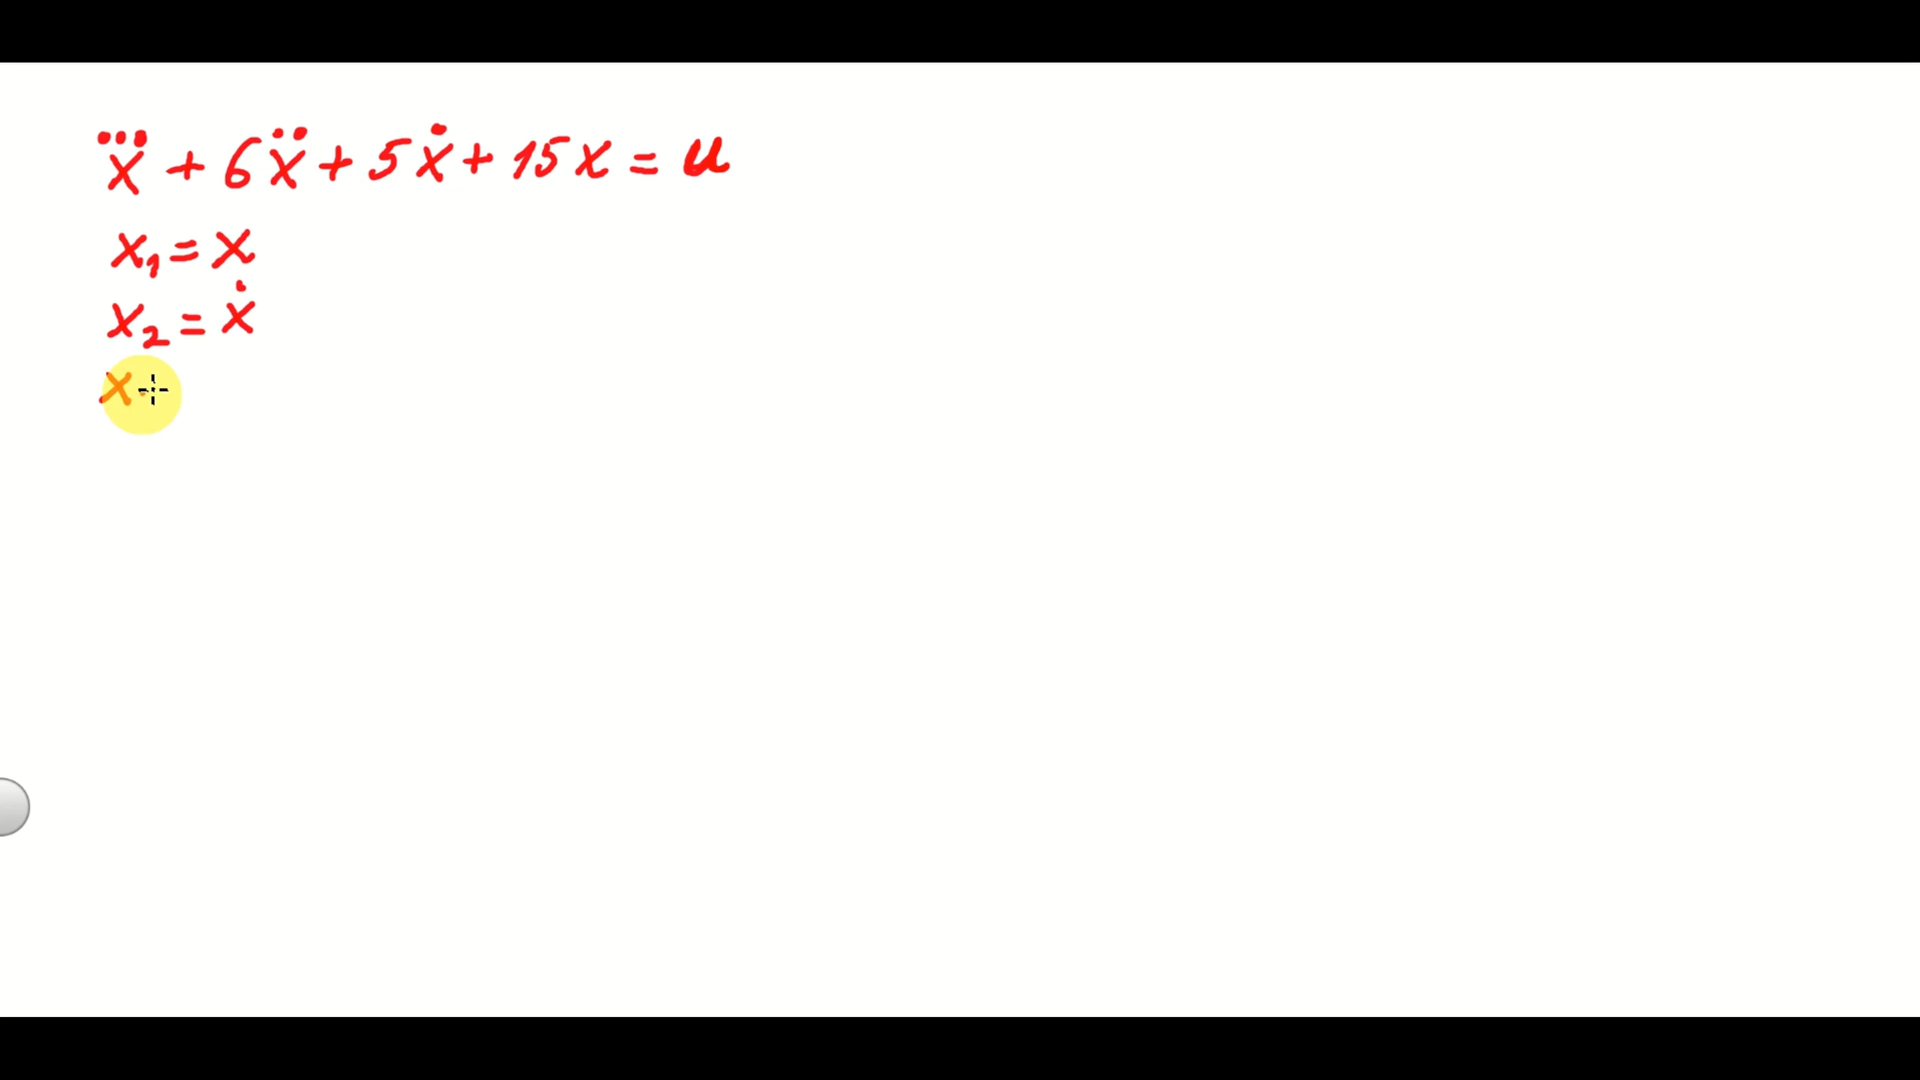 x⃛ + 6ẍ + 5ẋ + 15x = u
x₁ = x
x₂ = ẋ
x